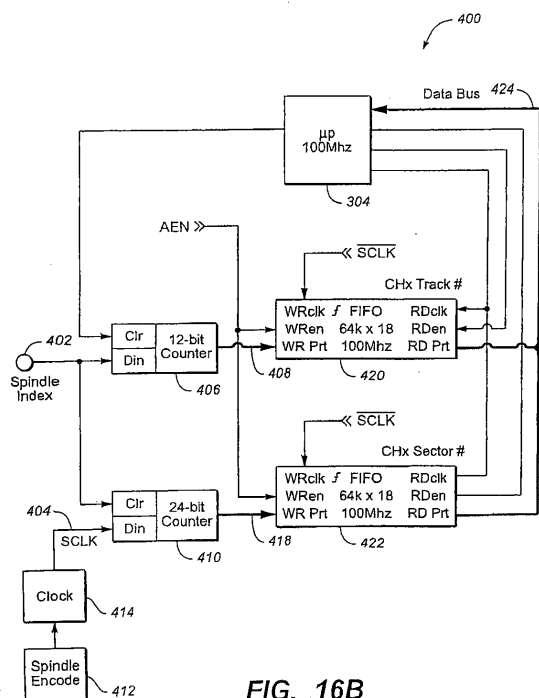 400
Data Bus
424
μp
100Mhz
304
AEN
SCLK
CHx Track #
402
Spindle
Index
Clr
Din
12-bit
Counter
406
408
WRclk ⨍ FIFO RDclk
WRen 64k x 18 RDen
WR Prt 100Mhz RD Prt
420
SCLK
CHx Sector #
404
SCLK
Clr
Din
24-bit
Counter
410
418
WRclk ⨍ FIFO RDclk
WRen 64k x 18 RDen
WR Prt 100Mhz RD Prt
422
Clock
414
Spindle
Encode
412
FIG._16B